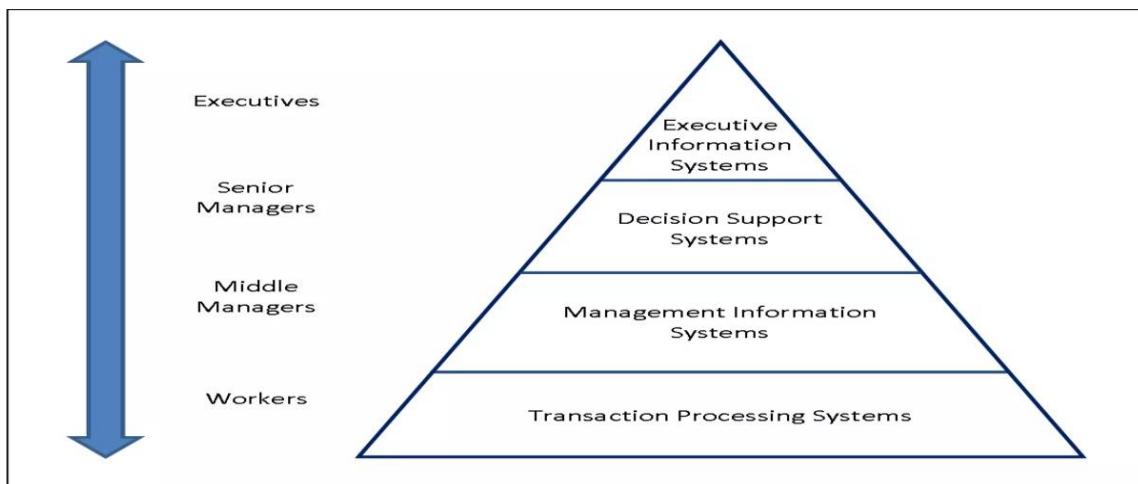 Executives
Executive
Information
Systems
Senior
Managers
Decision Support
Systems
Middle
Managers
Management Information
Systems
Workers
Transaction Processing Systems